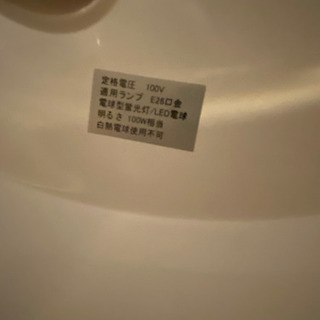 定格電圧　100V
適用ランプ　E26口金
電球型蛍光灯/LED電球
明るさ 100W相当
白熱電球使用不可